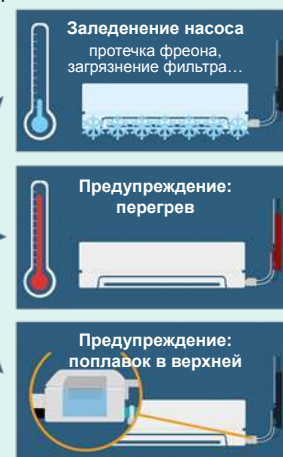 Заледенение насоса
протечка фреона,
загрязнение фильтра…
Предупреждение:
перегрев
Предупреждение:
поплавок в верхней